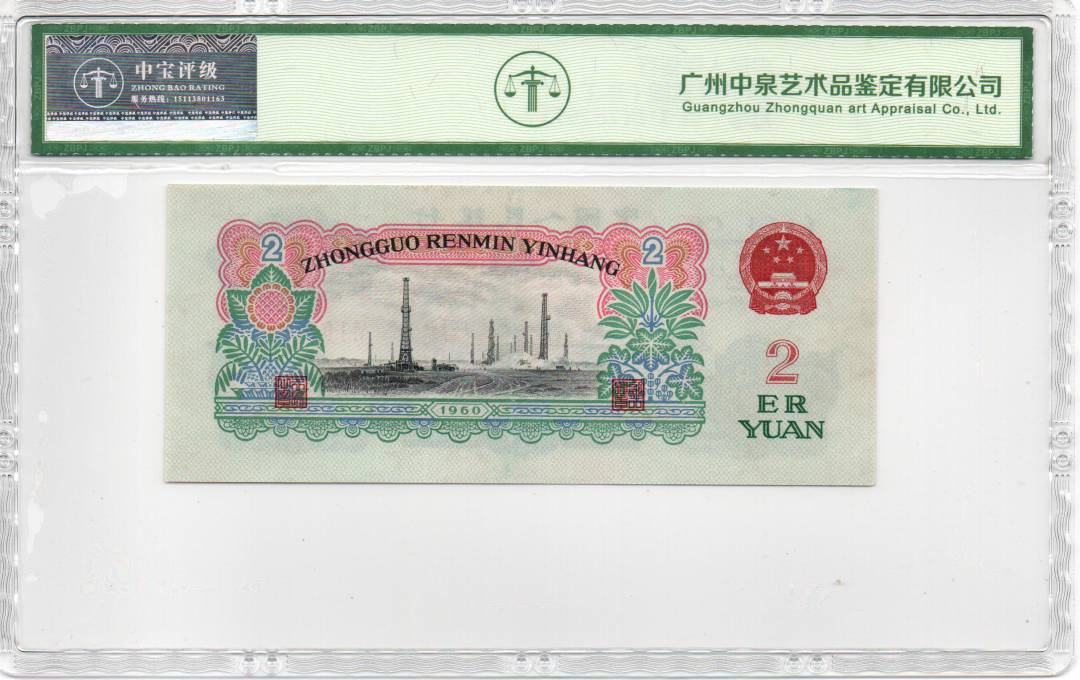 中宝评级
ZHONG BAO RATING
服务热线：15113801163
广州中泉艺术品鉴定有限公司
Guangzhou Zhongquan art Appraisal Co., Ltd.
2
ZHONGGUO RENMIN YINHANG
2
2
ER
YUAN
1960